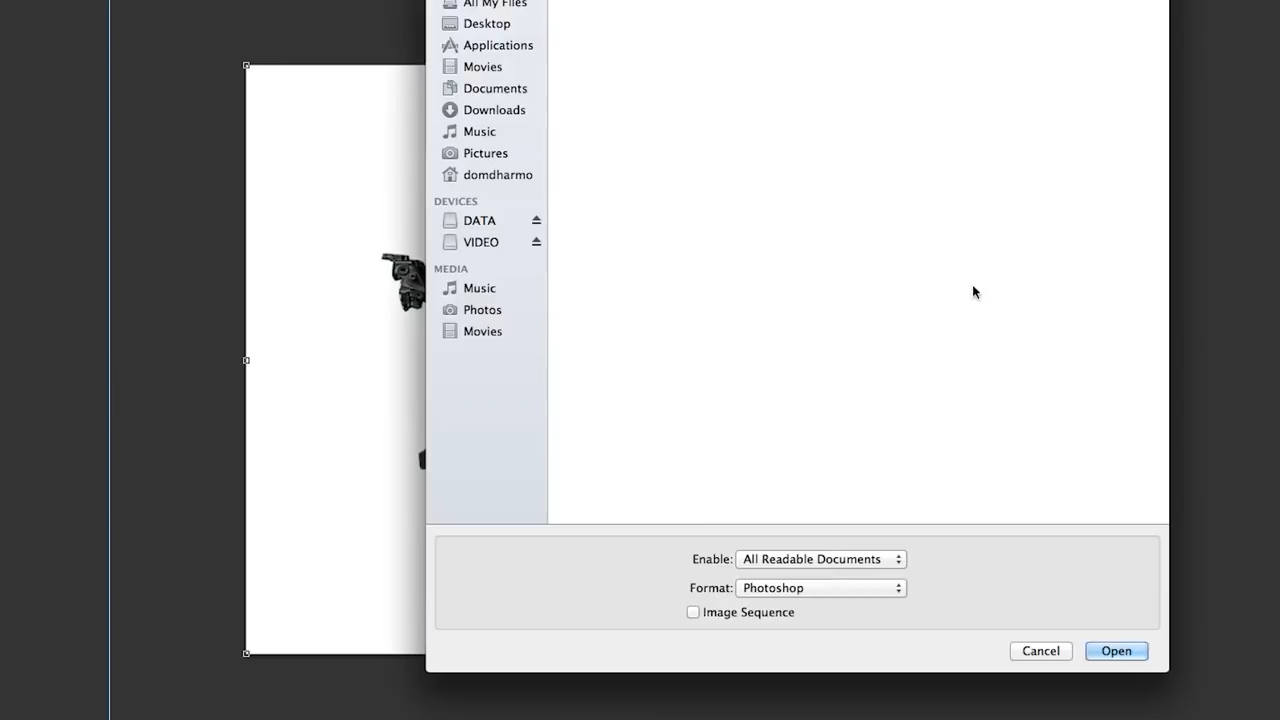 All My Files
Desktop
Applications
Movies
Documents
Downloads
Music
Pictures
domdharmo
DEVICES
DATA
VIDEO
MEDIA
Music
Photos
Movies
Enable: All Readable Documents
Format: Photoshop
Image Sequence
Cancel Open